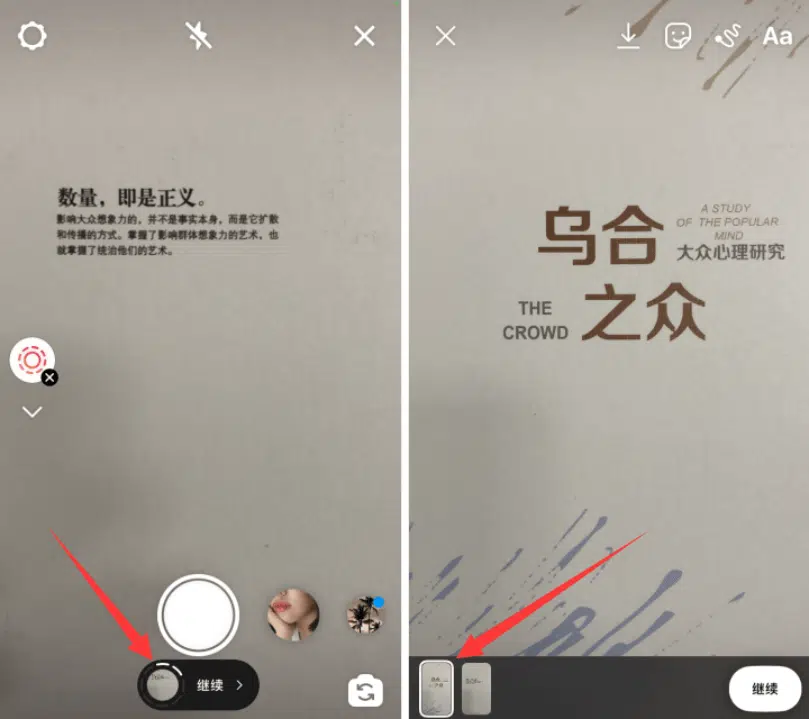 数量，即是正义。
影响大众想象力的，并不是事实本身，而是它扩散
和传播的方式。掌握了影响群体想象力的艺术，也
就掌握了统治他们的艺术。
继续
Aa
乌合
A STUDY
OF THE POPULAR
MIND
大众心理研究
THE
CROWD
之众
继续